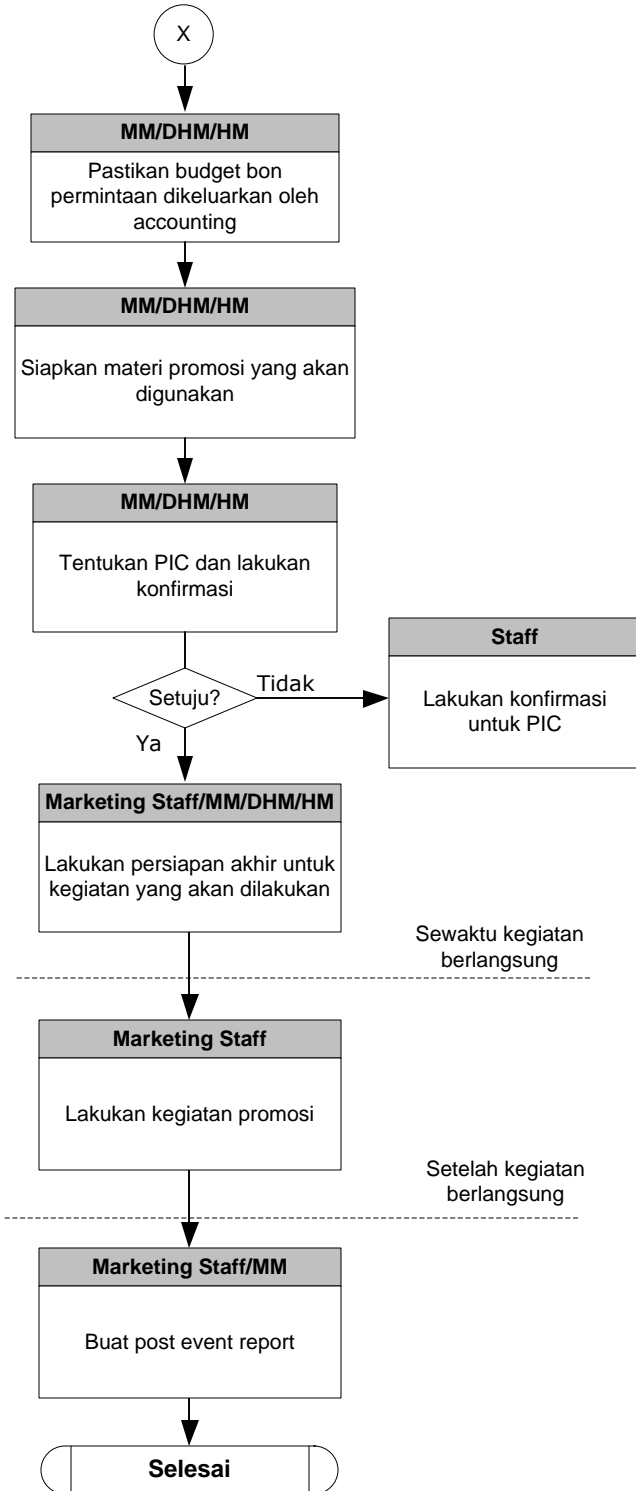 X
MM/DHM/HM
Pastikan budget bon
permintaan dikeluarkan oleh
accounting
MM/DHM/HM
Siapkan materi promosi yang akan
digunakan
MM/DHM/HM
Tentukan PIC dan lakukan
konfirmasi
Setuju?
Tidak
Staff
Lakukan konfirmasi
untuk PIC
Ya
Marketing Staff/MM/DHM/HM
Lakukan persiapan akhir untuk
kegiatan yang akan dilakukan
Sewaktu kegiatan
berlangsung
Marketing Staff
Lakukan kegiatan promosi
Setelah kegiatan
berlangsung
Marketing Staff/MM
Buat post event report
Selesai